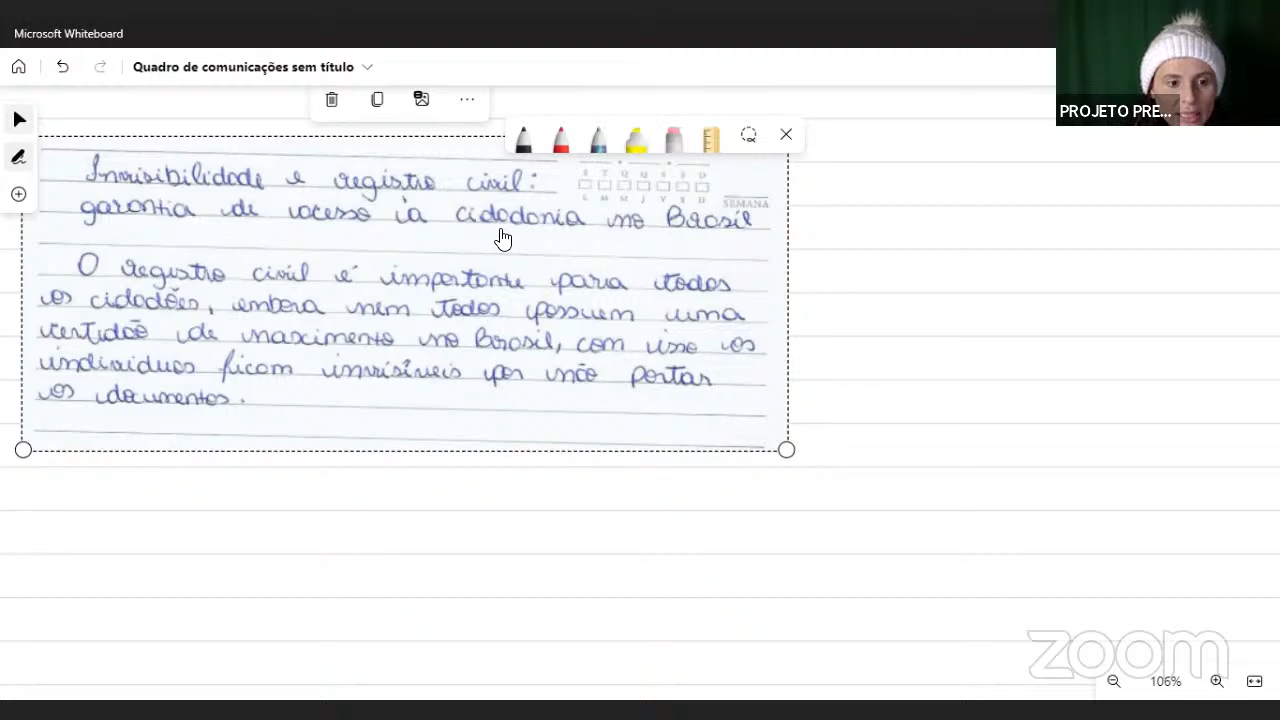 Microsoft Whiteboard
Quadro de comunicações sem título
PROJETO PRE...
Invisibilidade e registro civil:
S T Q Q S S D
L M M J V S D
SEMANA
garantia de acesso à cidadania no Brasil
O registro civil é importante para todos
os cidadões, embora nem todos possuem uma
certidão de nascimento no Brasil, com isso os
indivíduos ficam invisíveis por não portar
os documentos.
zoom
106%